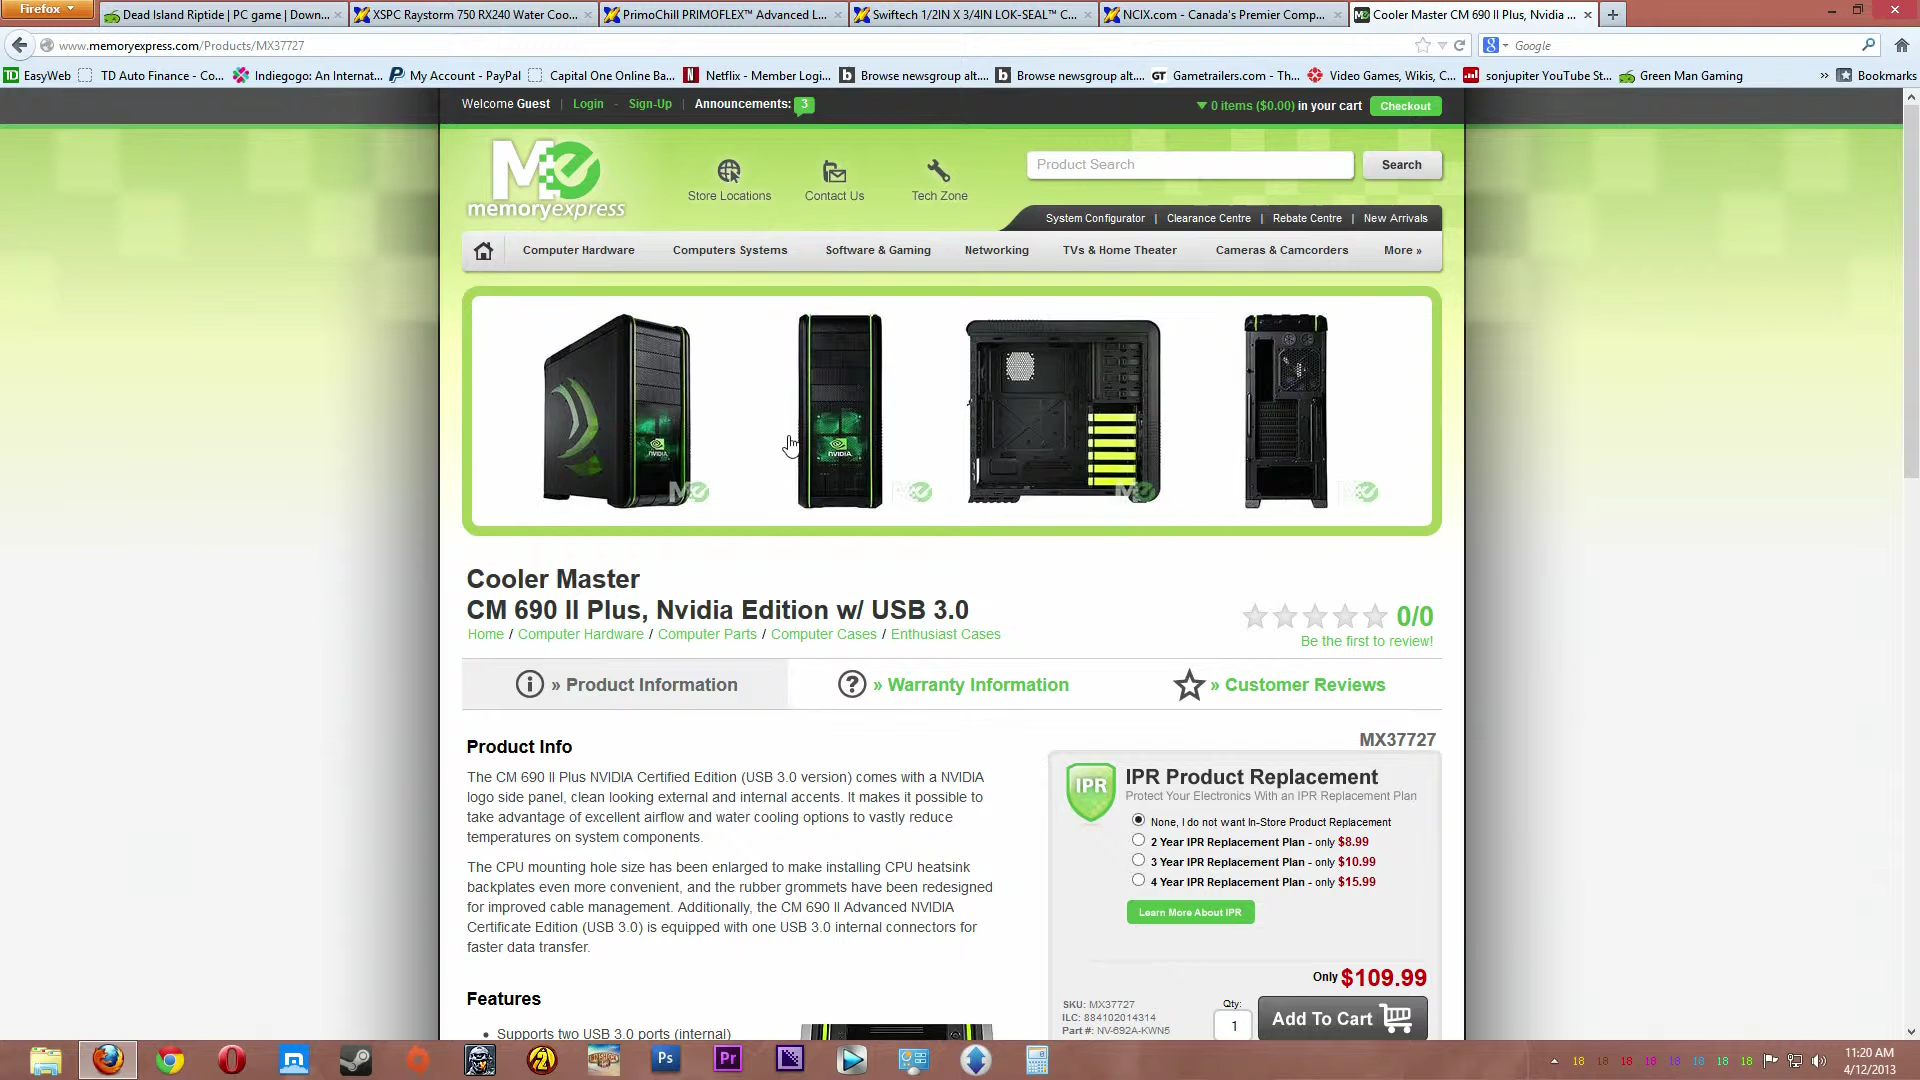 Firefox
Dead Island Riptide | PC game | Down...
XSPC Raystorm 750 RX240 Water Coo...
PrimoChill PRIMOFLEX™ Advanced L...
Swiftech 1/2IN X 3/4IN LOK-SEAL™ C...
NCIX.com - Canada's Premier Comp...
Cooler Master CM 690 II Plus, Nvidia ...
www.memoryexpress.com/Products/MX37727
Google
EasyWeb
TD Auto Finance - Co...
Indiegogo: An Internat...
My Account - PayPal
Capital One Online Ba...
Netflix - Member Logi...
Browse newsgroup alt....
Browse newsgroup alt....
Gametrailers.com - Th...
Video Games, Wikis, C...
sonjupiter YouTube St...
Green Man Gaming
»
Bookmarks
Welcome Guest | Login - Sign-Up | Announcements: 3
0 items ($0.00) in your cart Checkout
Me
memoryexpress
Store Locations
Contact Us
Tech Zone
Product Search
Search
System Configurator | Clearance Centre | Rebate Centre | New Arrivals
Computer Hardware
Computers Systems
Software & Gaming
Networking
TVs & Home Theater
Cameras & Camcorders
More »
NVIDIA
NVIDIA
Cooler Master
CM 690 II Plus, Nvidia Edition w/ USB 3.0
Home / Computer Hardware / Computer Parts / Computer Cases / Enthusiast Cases
0/0
Be the first to review!
» Product Information
» Warranty Information
» Customer Reviews
Product Info
The CM 690 II Plus NVIDIA Certified Edition (USB 3.0 version) comes with a NVIDIA
logo side panel, clean looking external and internal accents. It makes it possible to
take advantage of excellent airflow and water cooling options to vastly reduce
temperatures on system components.
The CPU mounting hole size has been enlarged to make installing CPU heatsink
backplates even more convenient, and the rubber grommets have been redesigned
for improved cable management. Additionally, the CM 690 II Advanced NVIDIA
Certificate Edition (USB 3.0) is equipped with one USB 3.0 internal connectors for
faster data transfer.
Features
• Supports two USB 3.0 ports (internal)
MX37727
IPR
IPR Product Replacement
Protect Your Electronics With an IPR Replacement Plan
None, I do not want In-Store Product Replacement
2 Year IPR Replacement Plan - only $8.99
3 Year IPR Replacement Plan - only $10.99
4 Year IPR Replacement Plan - only $15.99
Learn More About IPR
Only $109.99
SKU: MX37727
ILC: 884102014314
Part #: NV-692A-KWN5
Qty:
1
Add To Cart
Ps
Pr
18 18 18 18 18 18 18 18
11:20 AM
4/12/2013